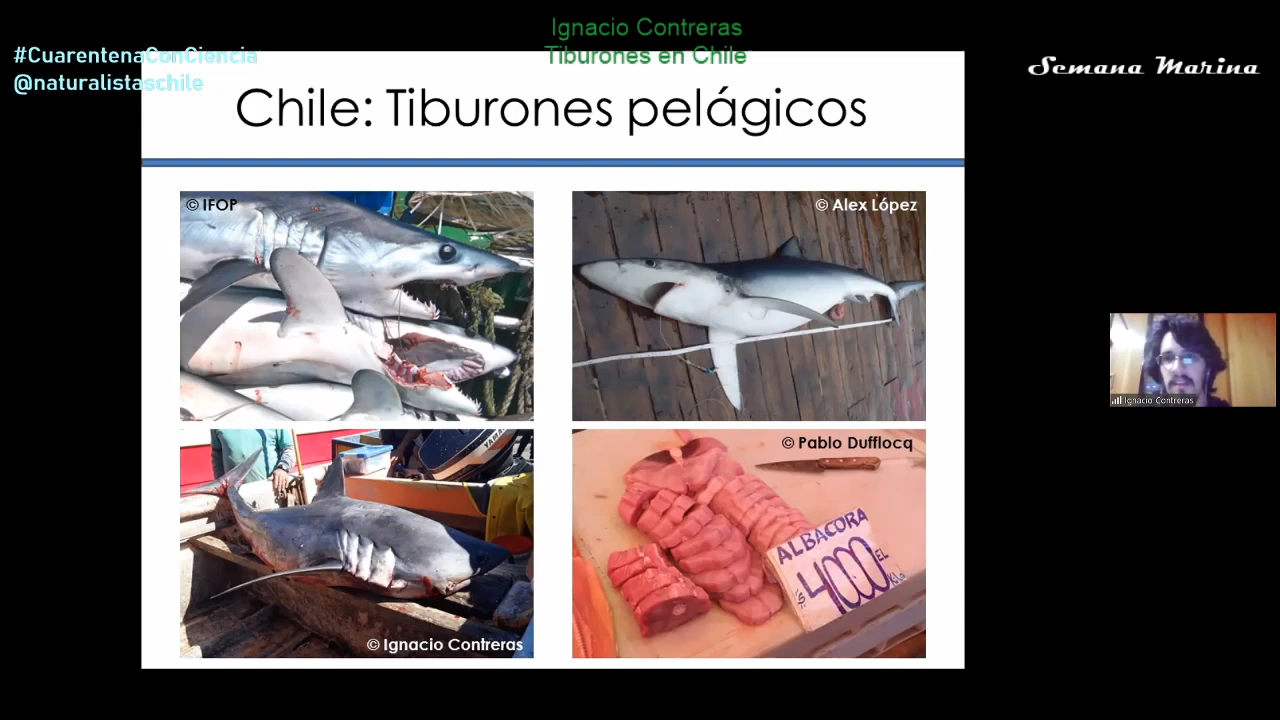 Ignacio Contreras
Tiburones en Chile
#CuarentenaConCiencia
@naturalistaschile
Semana Marina
Chile: Tiburones pelágicos
© IFOP
© Alex López
YAMA
© Ignacio Contreras
© Pablo Dufflocq
ALBACORA
$ 4000 EL
Kilo
Ignacio Contreras